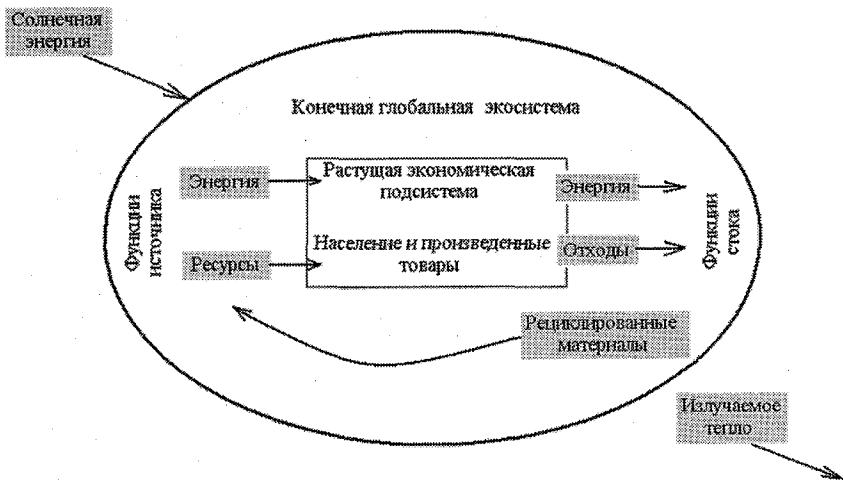 Солнечная
энергия
Конечная глобальная экосистема
Функции
источника
Энергия
Растущая экономическая
подсистема
Энергия
Функции
стока
Ресурсы
Население и произведенные
товары
Отходы
Рециклированные
материалы
Излучаемое
тепло